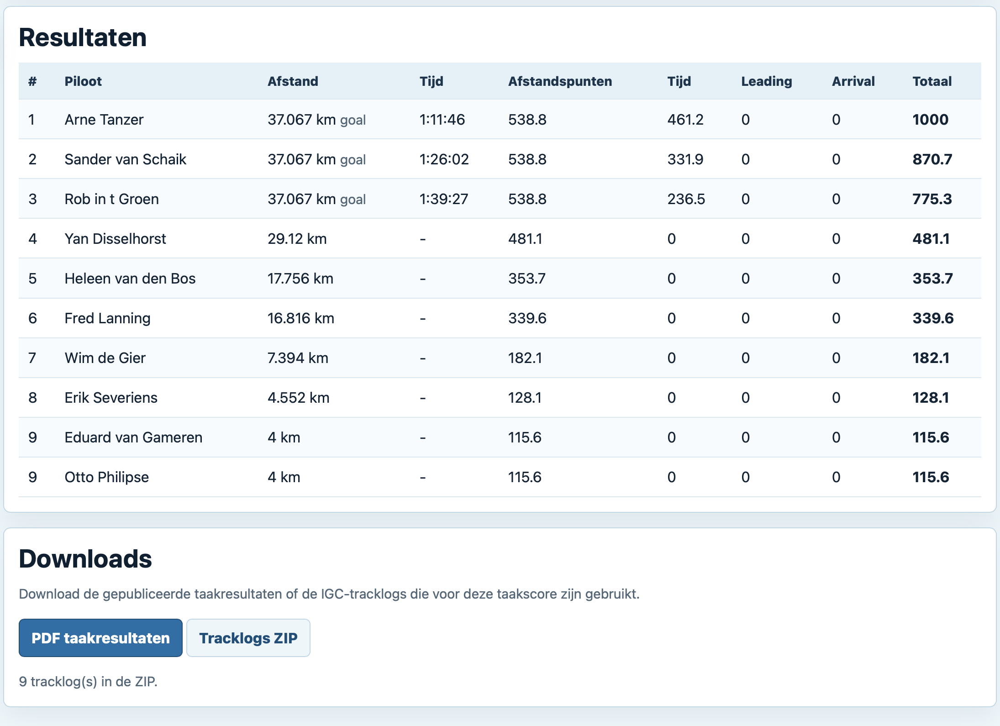 Resultaten
# Piloot Afstand Tijd Afstandspunten Tijd Leading Arrival Totaal
1 Arne Tanzer 37.067 km goal 1:11:46 538.8 461.2 0 0 1000
2 Sander van Schaik 37.067 km goal 1:26:02 538.8 331.9 0 0 870.7
3 Rob in t Groen 37.067 km goal 1:39:27 538.8 236.5 0 0 775.3
4 Yan Disselhorst 29.12 km - 481.1 0 0 0 481.1
5 Heleen van den Bos 17.756 km - 353.7 0 0 0 353.7
6 Fred Lanning 16.816 km - 339.6 0 0 0 339.6
7 Wim de Gier 7.394 km - 182.1 0 0 0 182.1
8 Erik Severiens 4.552 km - 128.1 0 0 0 128.1
9 Eduard van Gameren 4 km - 115.6 0 0 0 115.6
9 Otto Philipse 4 km - 115.6 0 0 0 115.6
Downloads
Download de gepubliceerde taakresultaten of de IGC-tracklogs die voor deze taakscore zijn gebruikt.
PDF taakresultaten Tracklogs ZIP
9 tracklog(s) in de ZIP.